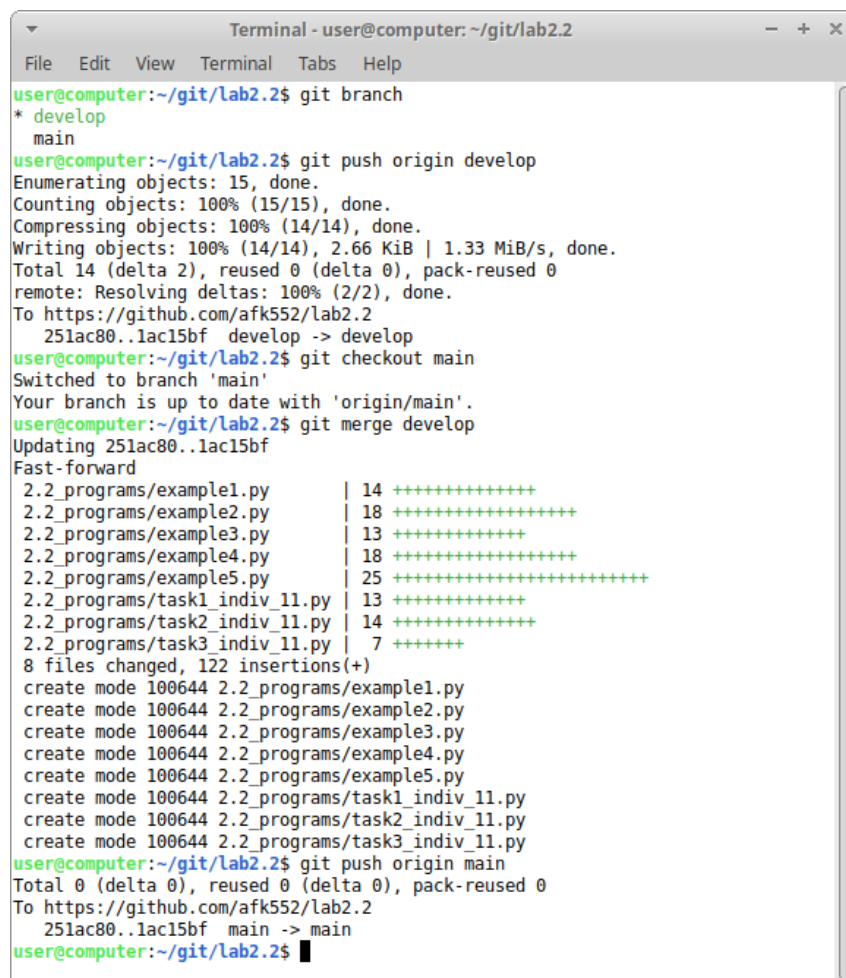 Terminal - user@computer: ~/git/lab2.2
File Edit View Terminal Tabs Help
user@computer:~/git/lab2.2$ git branch
* develop
  main
user@computer:~/git/lab2.2$ git push origin develop
Enumerating objects: 15, done.
Counting objects: 100% (15/15), done.
Compressing objects: 100% (14/14), done.
Writing objects: 100% (14/14), 2.66 KiB | 1.33 MiB/s, done.
Total 14 (delta 2), reused 0 (delta 0), pack-reused 0
remote: Resolving deltas: 100% (2/2), done.
To https://github.com/afk552/lab2.2
   251ac80..1ac15bf  develop -> develop
user@computer:~/git/lab2.2$ git checkout main
Switched to branch 'main'
Your branch is up to date with 'origin/main'.
user@computer:~/git/lab2.2$ git merge develop
Updating 251ac80..1ac15bf
Fast-forward
 2.2_programs/example1.py       | 14 ++++++++++++++
 2.2_programs/example2.py       | 18 ++++++++++++++++++
 2.2_programs/example3.py       | 13 +++++++++++++
 2.2_programs/example4.py       | 18 ++++++++++++++++++
 2.2_programs/example5.py       | 25 +++++++++++++++++++++++++
 2.2_programs/task1_indiv_11.py | 13 +++++++++++++
 2.2_programs/task2_indiv_11.py | 14 ++++++++++++++
 2.2_programs/task3_indiv_11.py |  7 +++++++
 8 files changed, 122 insertions(+)
 create mode 100644 2.2_programs/example1.py
 create mode 100644 2.2_programs/example2.py
 create mode 100644 2.2_programs/example3.py
 create mode 100644 2.2_programs/example4.py
 create mode 100644 2.2_programs/example5.py
 create mode 100644 2.2_programs/task1_indiv_11.py
 create mode 100644 2.2_programs/task2_indiv_11.py
 create mode 100644 2.2_programs/task3_indiv_11.py
user@computer:~/git/lab2.2$ git push origin main
Total 0 (delta 0), reused 0 (delta 0), pack-reused 0
To https://github.com/afk552/lab2.2
   251ac80..1ac15bf  main -> main
user@computer:~/git/lab2.2$